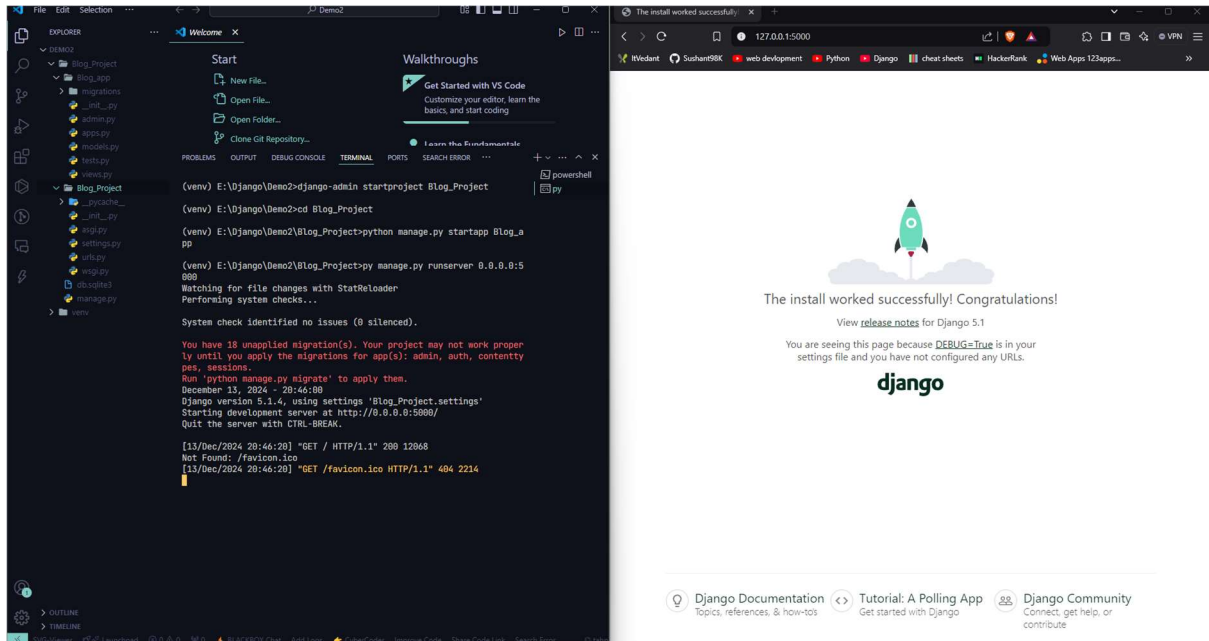 File Edit Selection ···
Demo2
EXPLORER ···
DEMO2
Blog_Project
Blog_app
migrations
__init__.py
admin.py
apps.py
models.py
tests.py
views.py
Blog_Project
__pycache__
__init__.py
asgi.py
settings.py
urls.py
wsgi.py
db.sqlite3
manage.py
venv
OUTLINE
TIMELINE
Welcome
Start
New File...
Open File...
Open Folder...
Clone Git Repository...
Walkthroughs
Get Started with VS Code
Customize your editor, learn the
basics, and start coding
Learn the Fundamentals
PROBLEMS OUTPUT DEBUG CONSOLE TERMINAL PORTS SEARCH ERROR ···
powershell
py
(venv) E:\Django\Demo2>django-admin startproject Blog_Project
(venv) E:\Django\Demo2>cd Blog_Project
(venv) E:\Django\Demo2\Blog_Project>python manage.py startapp Blog_a
pp
(venv) E:\Django\Demo2\Blog_Project>py manage.py runserver 0.0.0.0:5
000
Watching for file changes with StatReloader
Performing system checks...
System check identified no issues (0 silenced).
You have 18 unapplied migration(s). Your project may not work proper
ly until you apply the migrations for app(s): admin, auth, contentty
pes, sessions.
Run 'python manage.py migrate' to apply them.
December 13, 2024 - 20:46:00
Django version 5.1.4, using settings 'Blog_Project.settings'
Starting development server at http://0.0.0.0:5000/
Quit the server with CTRL-BREAK.
[13/Dec/2024 20:46:20] "GET / HTTP/1.1" 200 12068
Not Found: /favicon.ico
[13/Dec/2024 20:46:20] "GET /favicon.ico HTTP/1.1" 404 2214
The install worked successfully
127.0.0.1:5000
VPN
ItVedant Sushant98K web devlopment Python Django cheat sheets HackerRank Web Apps 123apps... »
The install worked successfully! Congratulations!
View release notes for Django 5.1
You are seeing this page because DEBUG=True is in your
settings file and you have not configured any URLs.
django
Django Documentation
Topics, references, & how-to's
Tutorial: A Polling App
Get started with Django
Django Community
Connect, get help, or
contribute